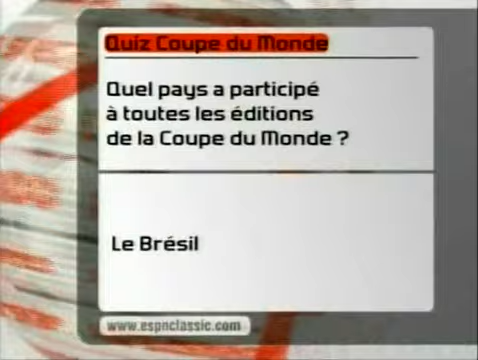 Quiz Coupe du Monde
Quel pays a participé
à toutes les éditions
de la Coupe du Monde ?
Le Brésil
www.espnclassic.com